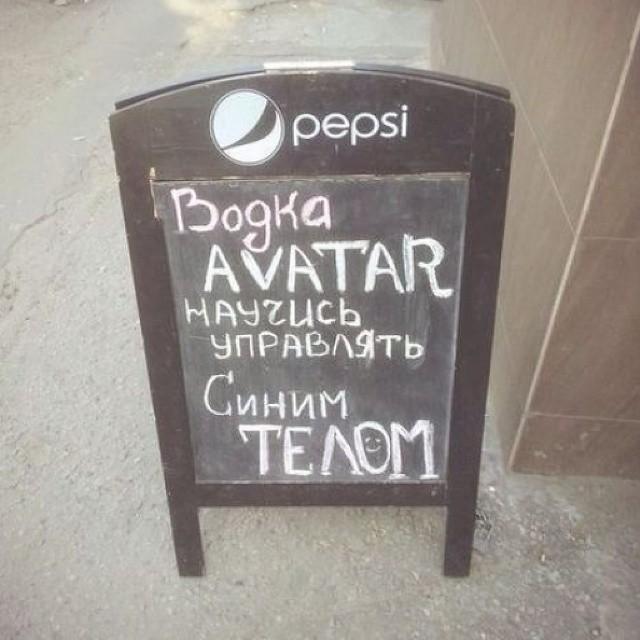 pepsi
Водка
AVATAR
научись
управлять
Синим
ТЕЛОМ